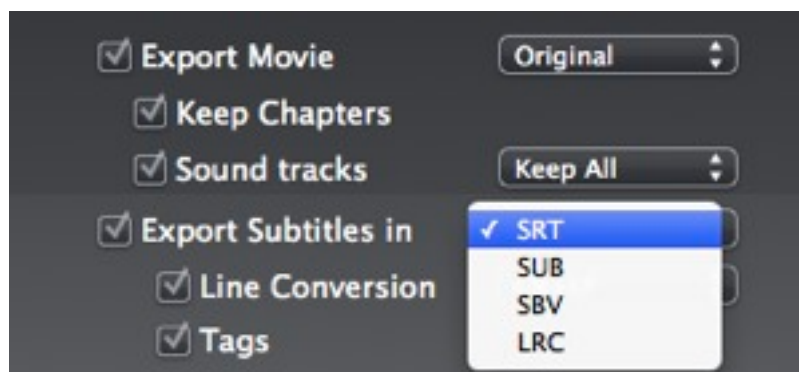 Export Movie Original
Keep Chapters
Sound tracks Keep All
Export Subtitles in ✓ SRT
SUB
Line Conversion
SBV
Tags LRC